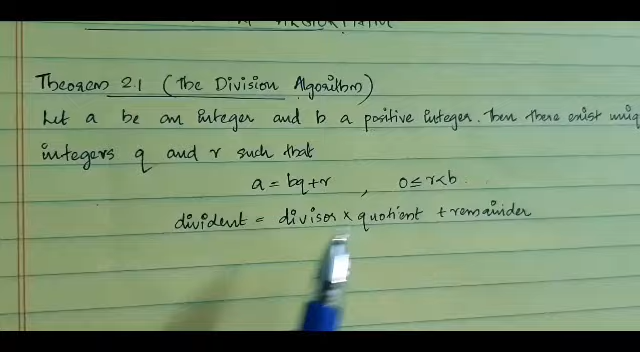 Theorem 2.1 (The Division Algorithm)
Let a be an integer and b a positive integer. Then there exist
integers q and r such that
a = bq+r , 0 ≤ r < b.
divident = divisor × quotient + remainder